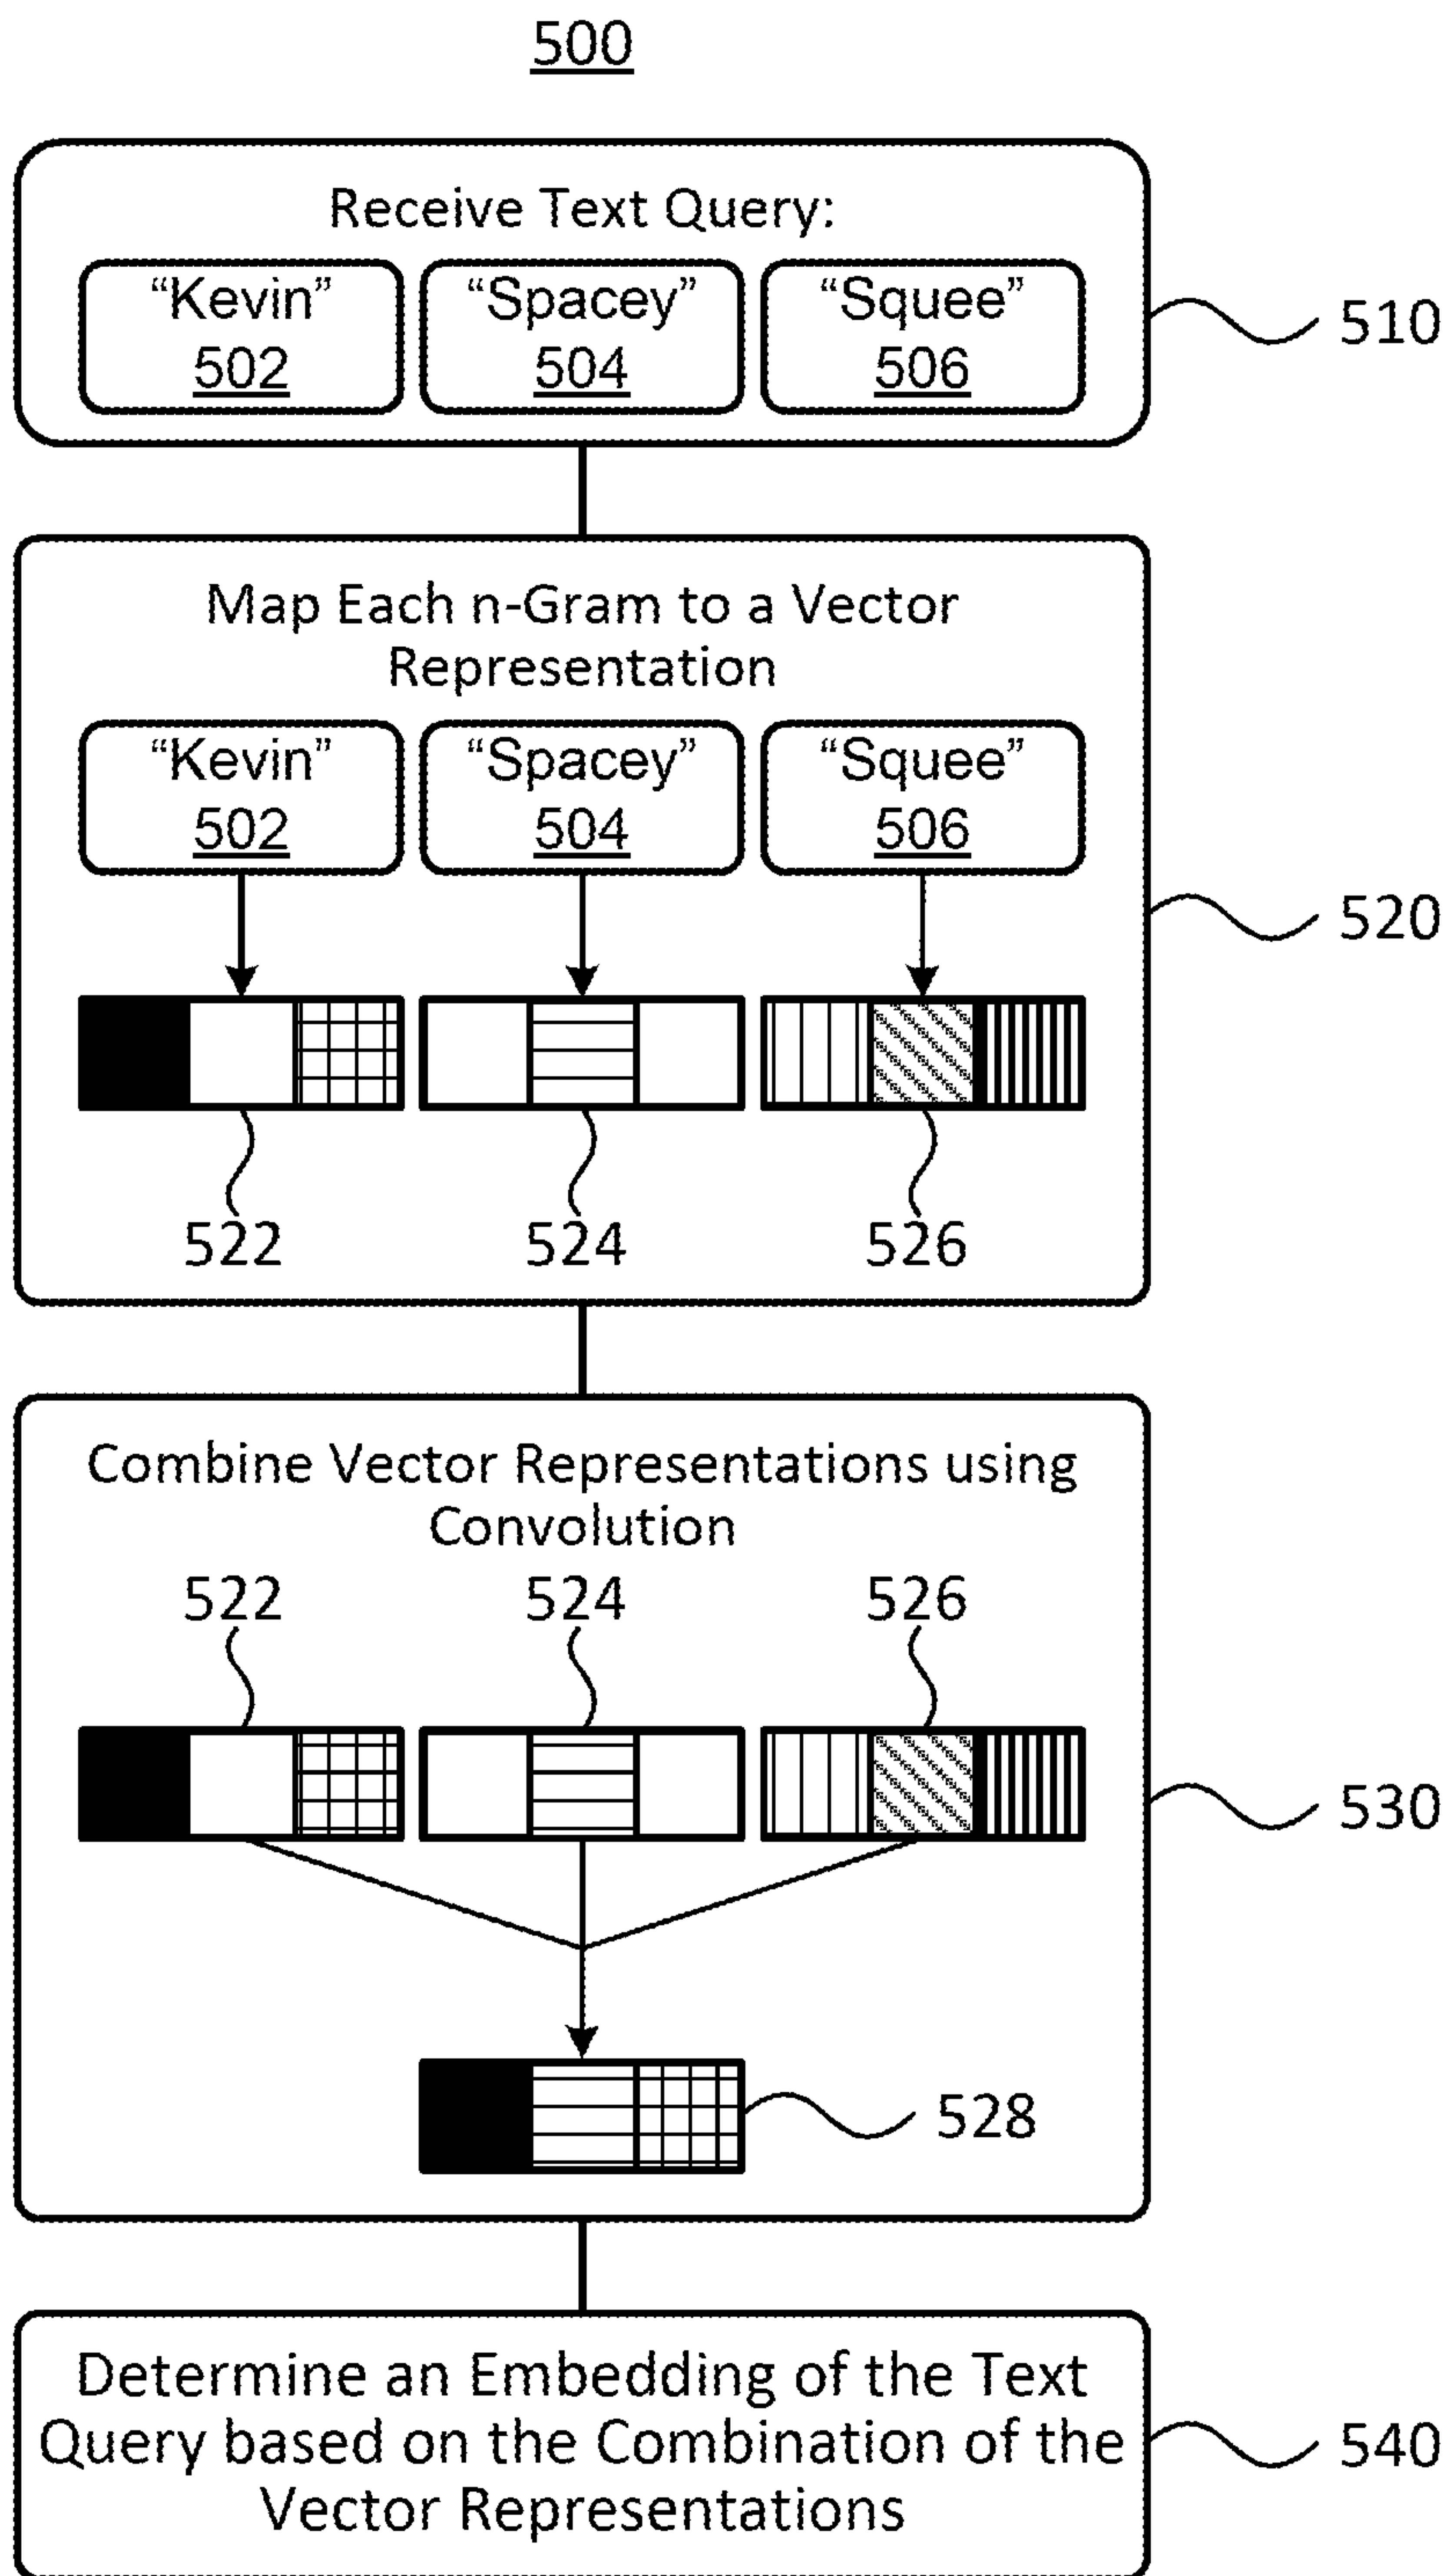 500
Receive Text Query:
“Kevin” “Spacey” “Squee”
502 504 506
510
Map Each n-Gram to a Vector
Representation
“Kevin” “Spacey” “Squee”
502 504 506
520
522 524 526
Combine Vector Representations using
Convolution
522 524 526
530
528
Determine an Embedding of the Text
Query based on the Combination of the
Vector Representations
540